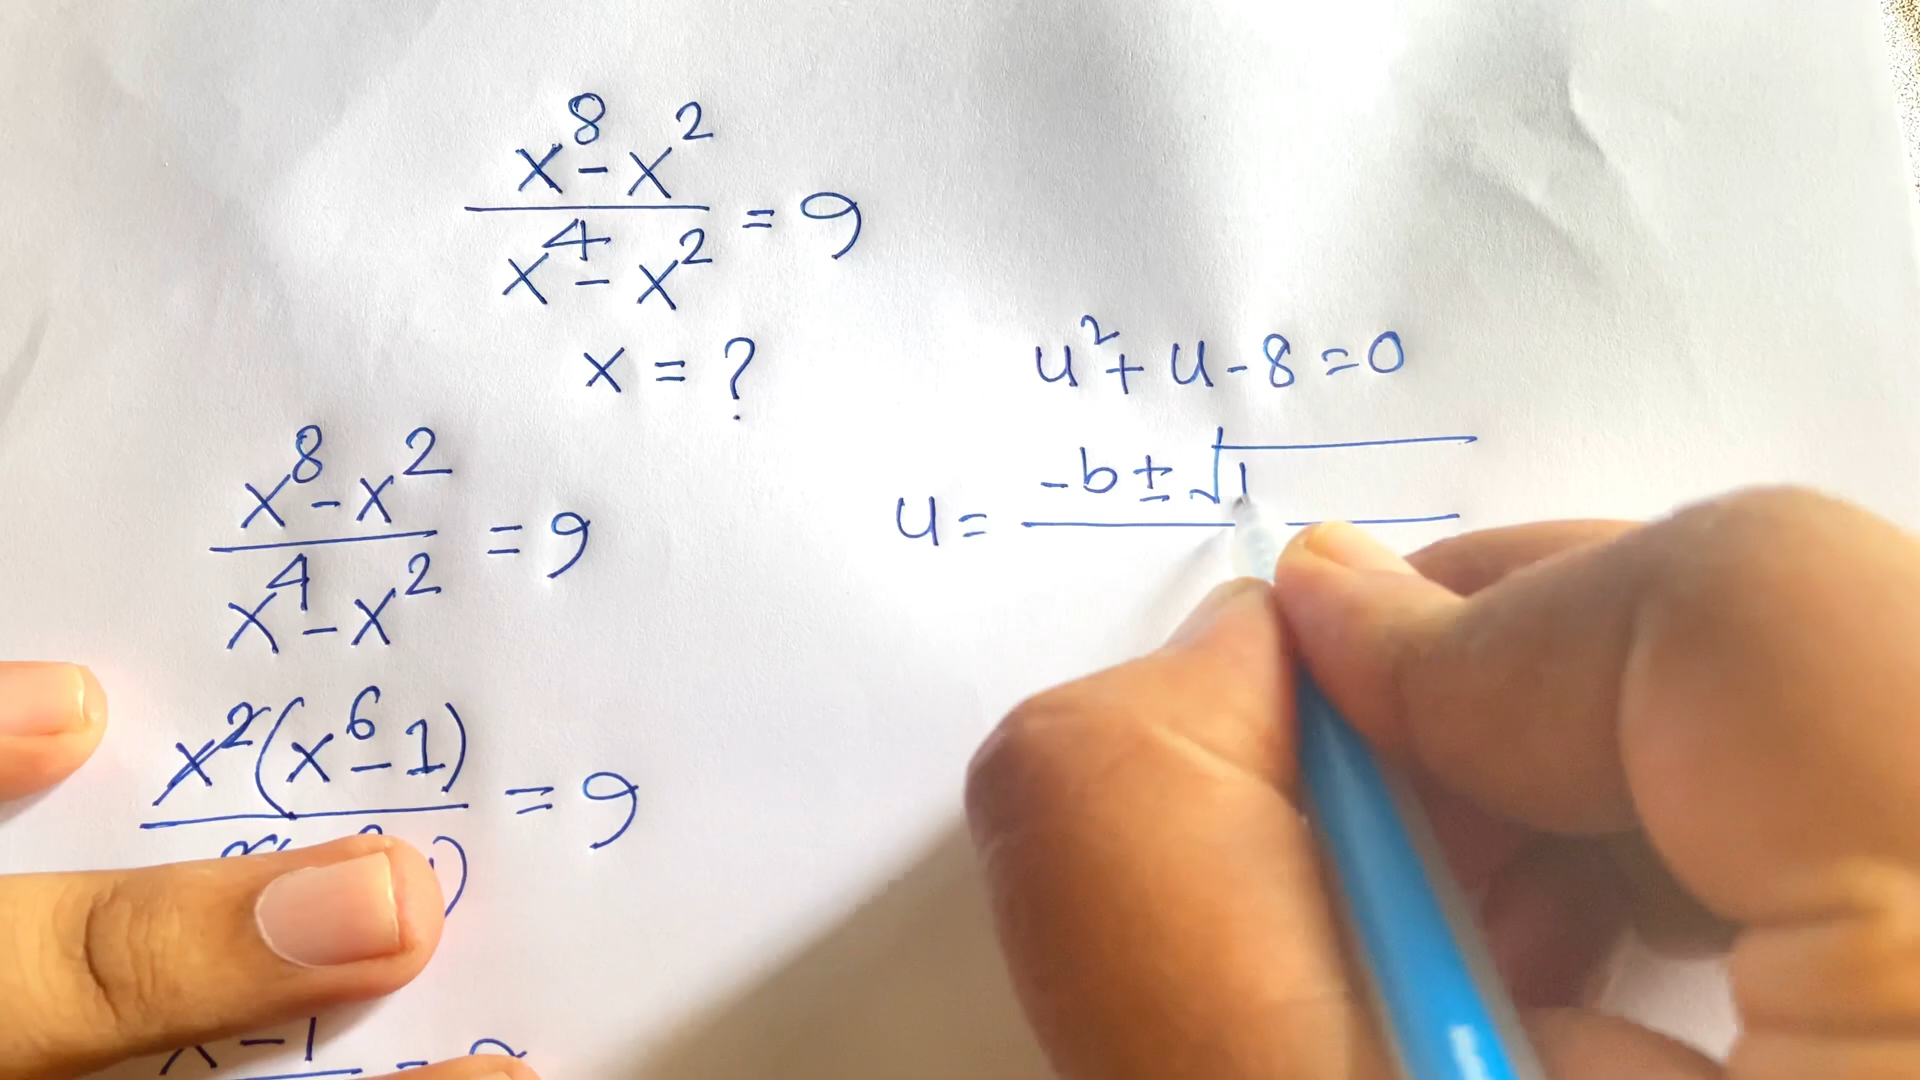 x⁸ - x²
x⁴ - x² = 9
x = ?
x⁸ - x²
x⁴ - x² = 9
x²(x⁶ - 1)
= 9
u² + u - 8 = 0
u = -b ± √